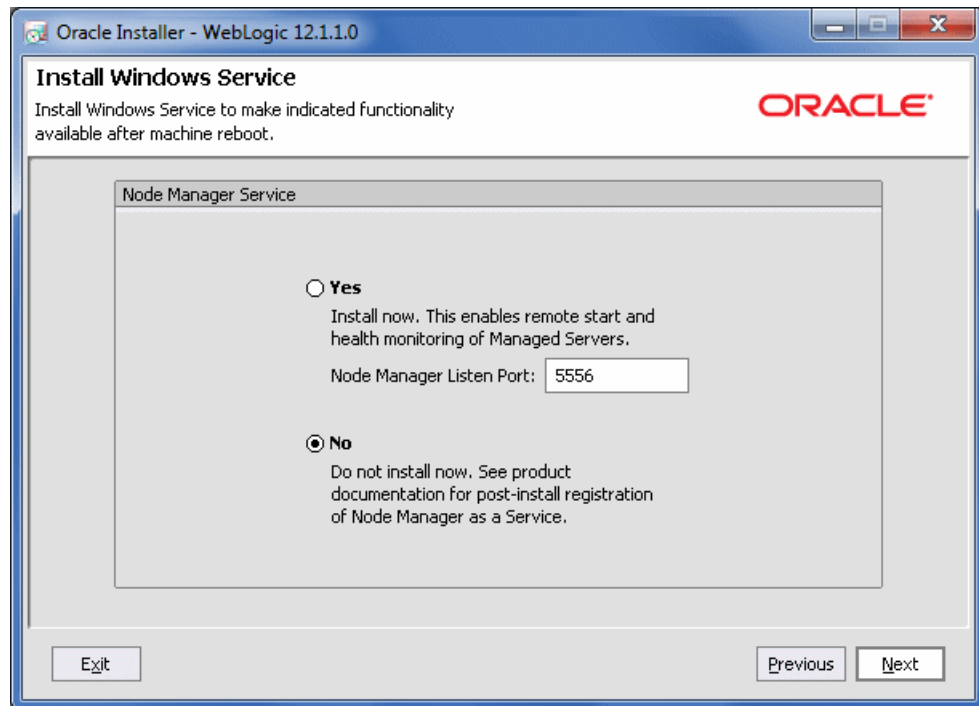 Oracle Installer - WebLogic 12.1.1.0
Install Windows Service
Install Windows Service to make indicated functionality
available after machine reboot.
ORACLE
Node Manager Service
Yes
Install now. This enables remote start and
health monitoring of Managed Servers.
Node Manager Listen Port: 5556
No
Do not install now. See product
documentation for post-install registration
of Node Manager as a Service.
Exit Previous Next